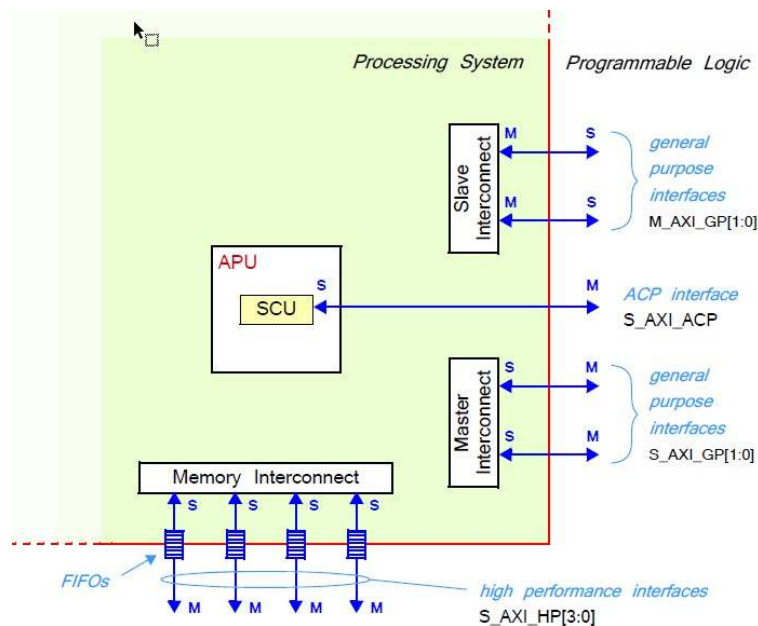 Processing System
Programmable Logic
Slave
Interconnect
M
S
M
S
general
purpose
interfaces
M_AXI_GP[1:0]
APU
SCU
S
M
ACP interface
S_AXI_ACP
Master
Interconnect
S
M
S
M
general
purpose
interfaces
S_AXI_GP[1:0]
Memory Interconnect
S
S
S
S
FIFOs
M
M
M
M
high performance interfaces
S_AXI_HP[3:0]